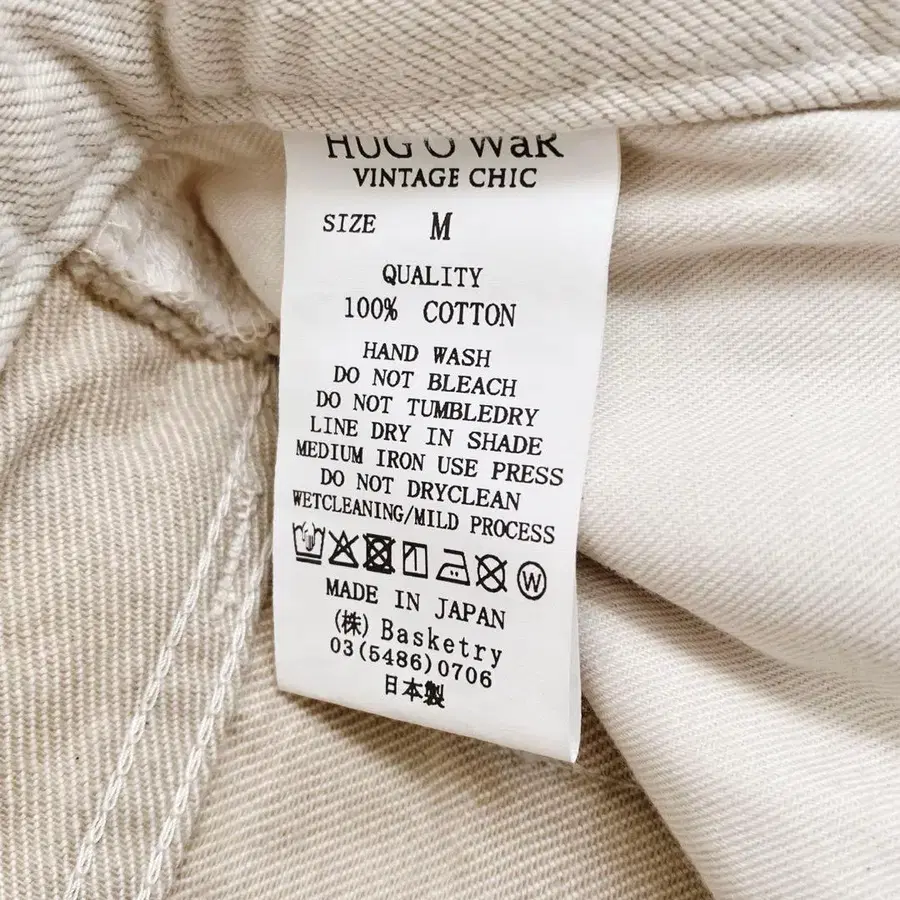 HUG O WaR
VINTAGE CHIC
SIZE M
QUALITY
100% COTTON
HAND WASH
DO NOT BLEACH
DO NOT TUMBLEDRY
LINE DRY IN SHADE
MEDIUM IRON USE PRESS
DO NOT DRYCLEAN
WETCLEANING/MILD PROCESS
W
MADE IN JAPAN
(株) Basketry
03(5486)0706
日本製